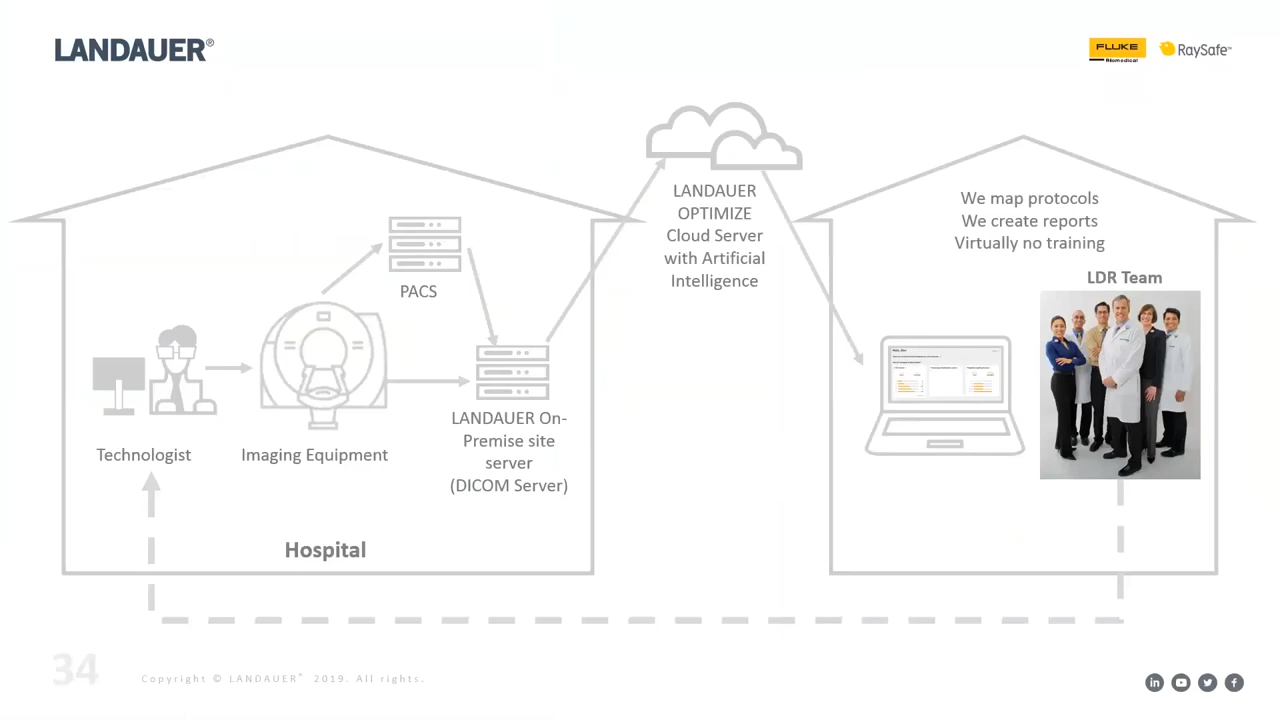 LANDAUER®
FLUKE
Biomedical
RaySafe™
LANDAUER
OPTIMIZE
Cloud Server
with Artificial
Intelligence
We map protocols
We create reports
Virtually no training
LDR Team
PACS
LANDAUER On-
Premise site
server
(DICOM Server)
Technologist
Imaging Equipment
Hospital
34
Copyright © LANDAUER® 2019. All rights.